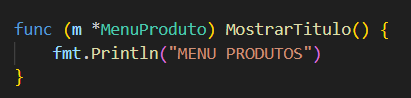 func (m *MenuProduto) MostrarTitulo() {
    fmt.Println("MENU PRODUTOS")
}